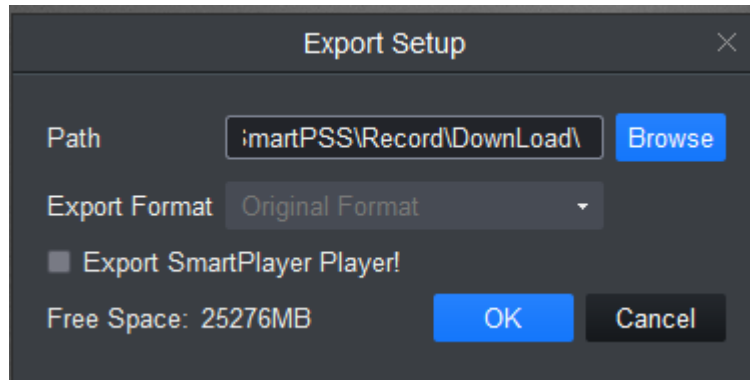 Export Setup
Path martPSS\Record\DownLoad\ Browse
Export Format Original Format
Export SmartPlayer Player!
Free Space: 25276MB OK Cancel